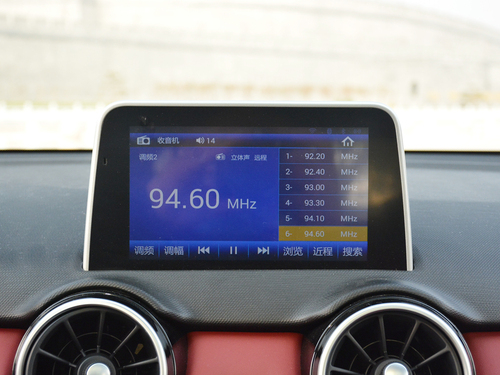 收音机 14
调频2 立体声 远程
94.60 MHz
1- 92.20 MHz
2- 92.40 MHz
3- 93.00 MHz
4- 93.30 MHz
5- 94.10 MHz
6- 94.60 MHz
调频 调幅 浏览 近程 搜索